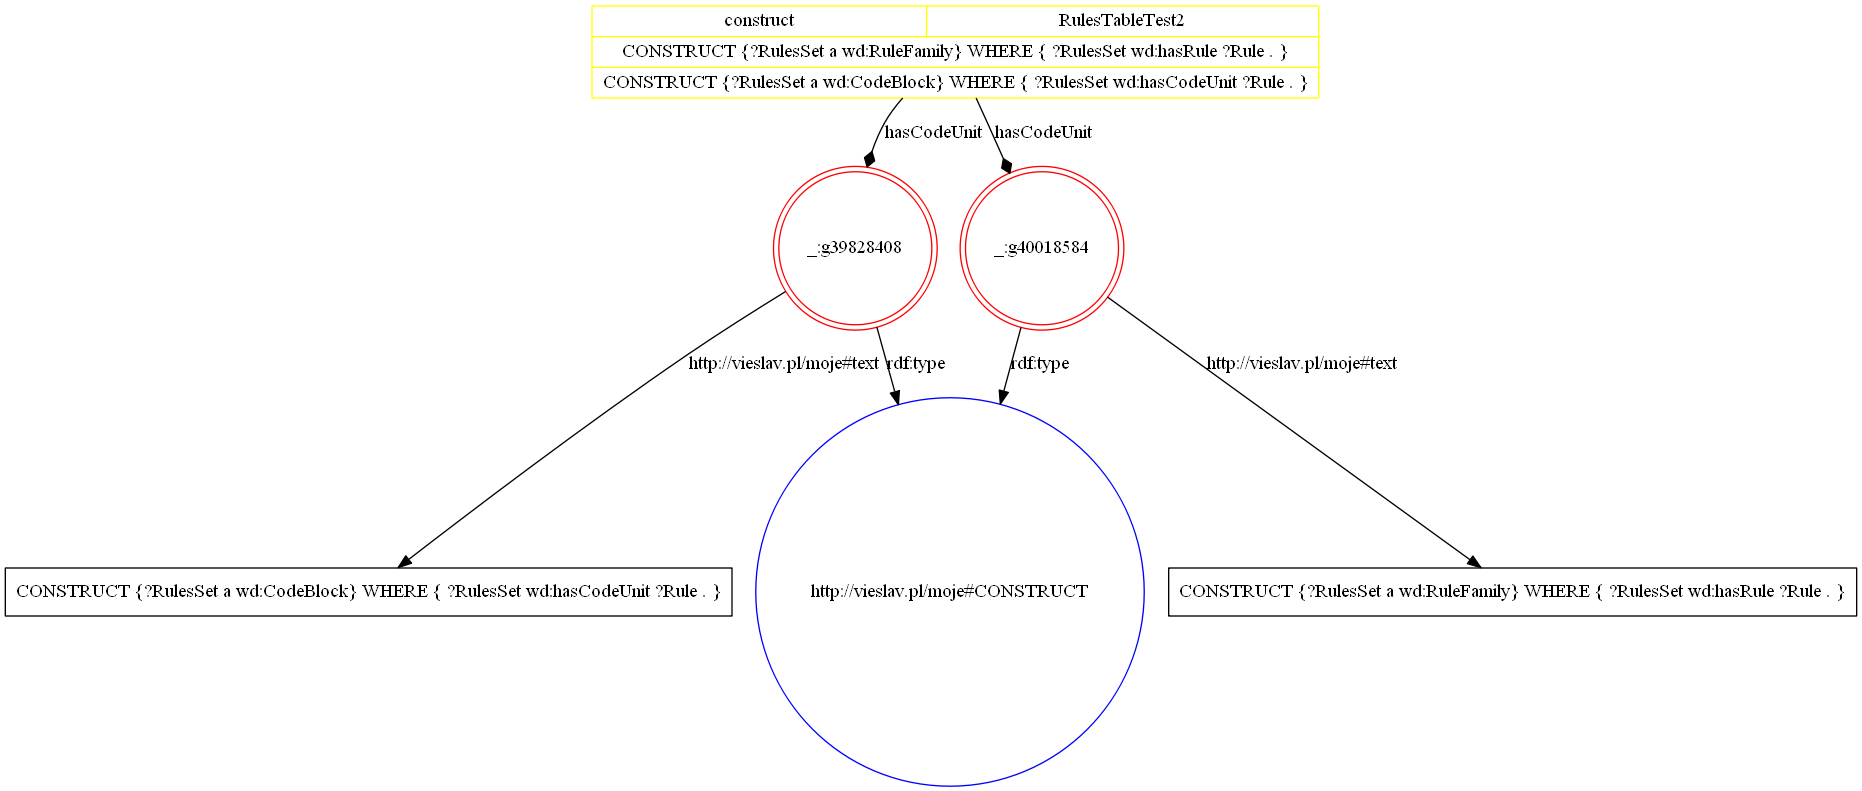 construct RulesTableTest2
CONSTRUCT {?RulesSet a wd:RuleFamily} WHERE { ?RulesSet wd:hasRule ?Rule . }
CONSTRUCT {?RulesSet a wd:CodeBlock} WHERE { ?RulesSet wd:hasCodeUnit ?Rule . }
hasCodeUnit hasCodeUnit
_:g39828408 _:g40018584
http://vieslav.pl/moje#text rdf:type rdf:type http://vieslav.pl/moje#text
CONSTRUCT {?RulesSet a wd:CodeBlock} WHERE { ?RulesSet wd:hasCodeUnit ?Rule . } http://vieslav.pl/moje#CONSTRUCT CONSTRUCT {?RulesSet a wd:RuleFamily} WHERE { ?RulesSet wd:hasRule ?Rule . }